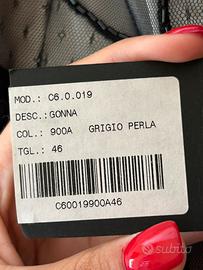 MOD.: C6.0.019
DESC.:GONNA
COL.: 900A GRIGIO PERLA
TGL.: 46
C60019900A46
subito